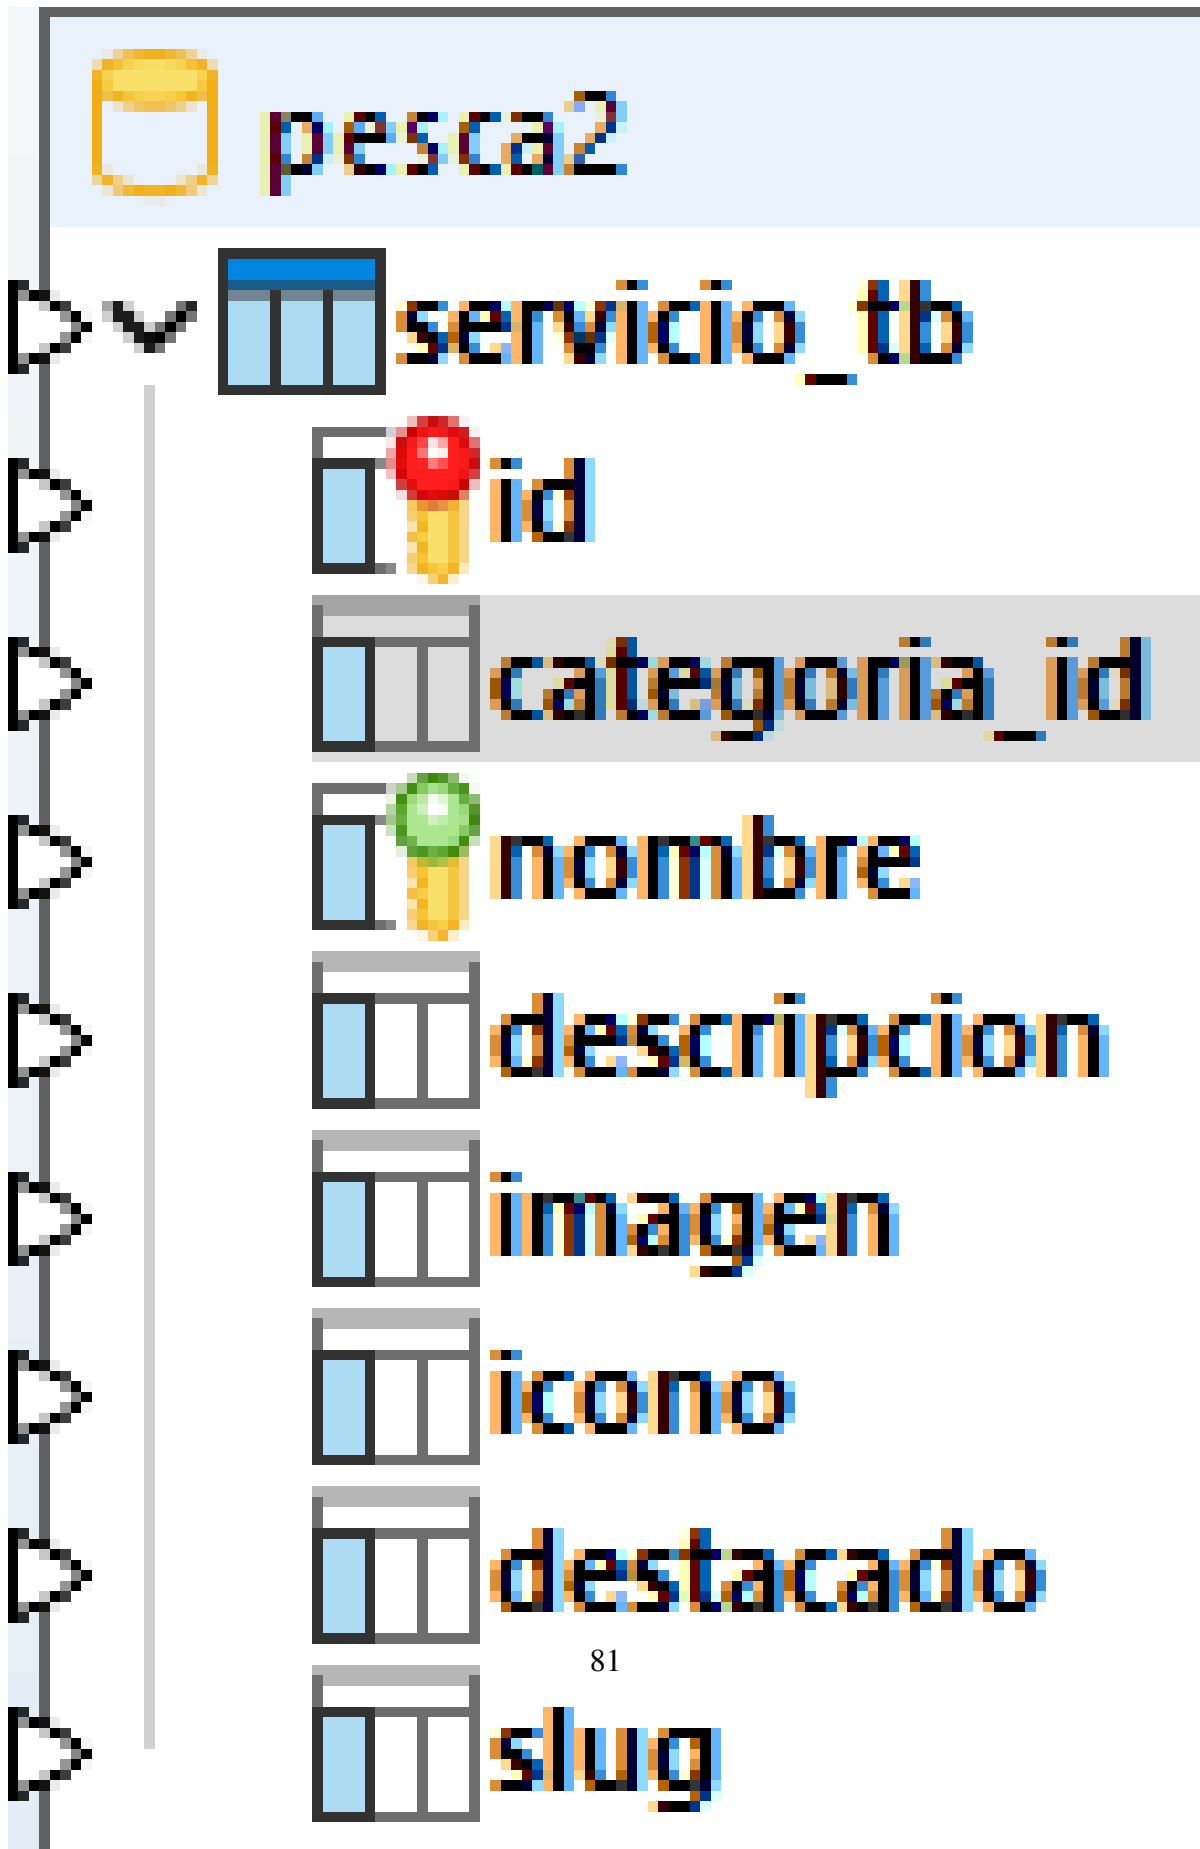 pesca2
servicio_tb
id
categoria_id
nombre
descripcion
imagen
icono
destacado
81
slug